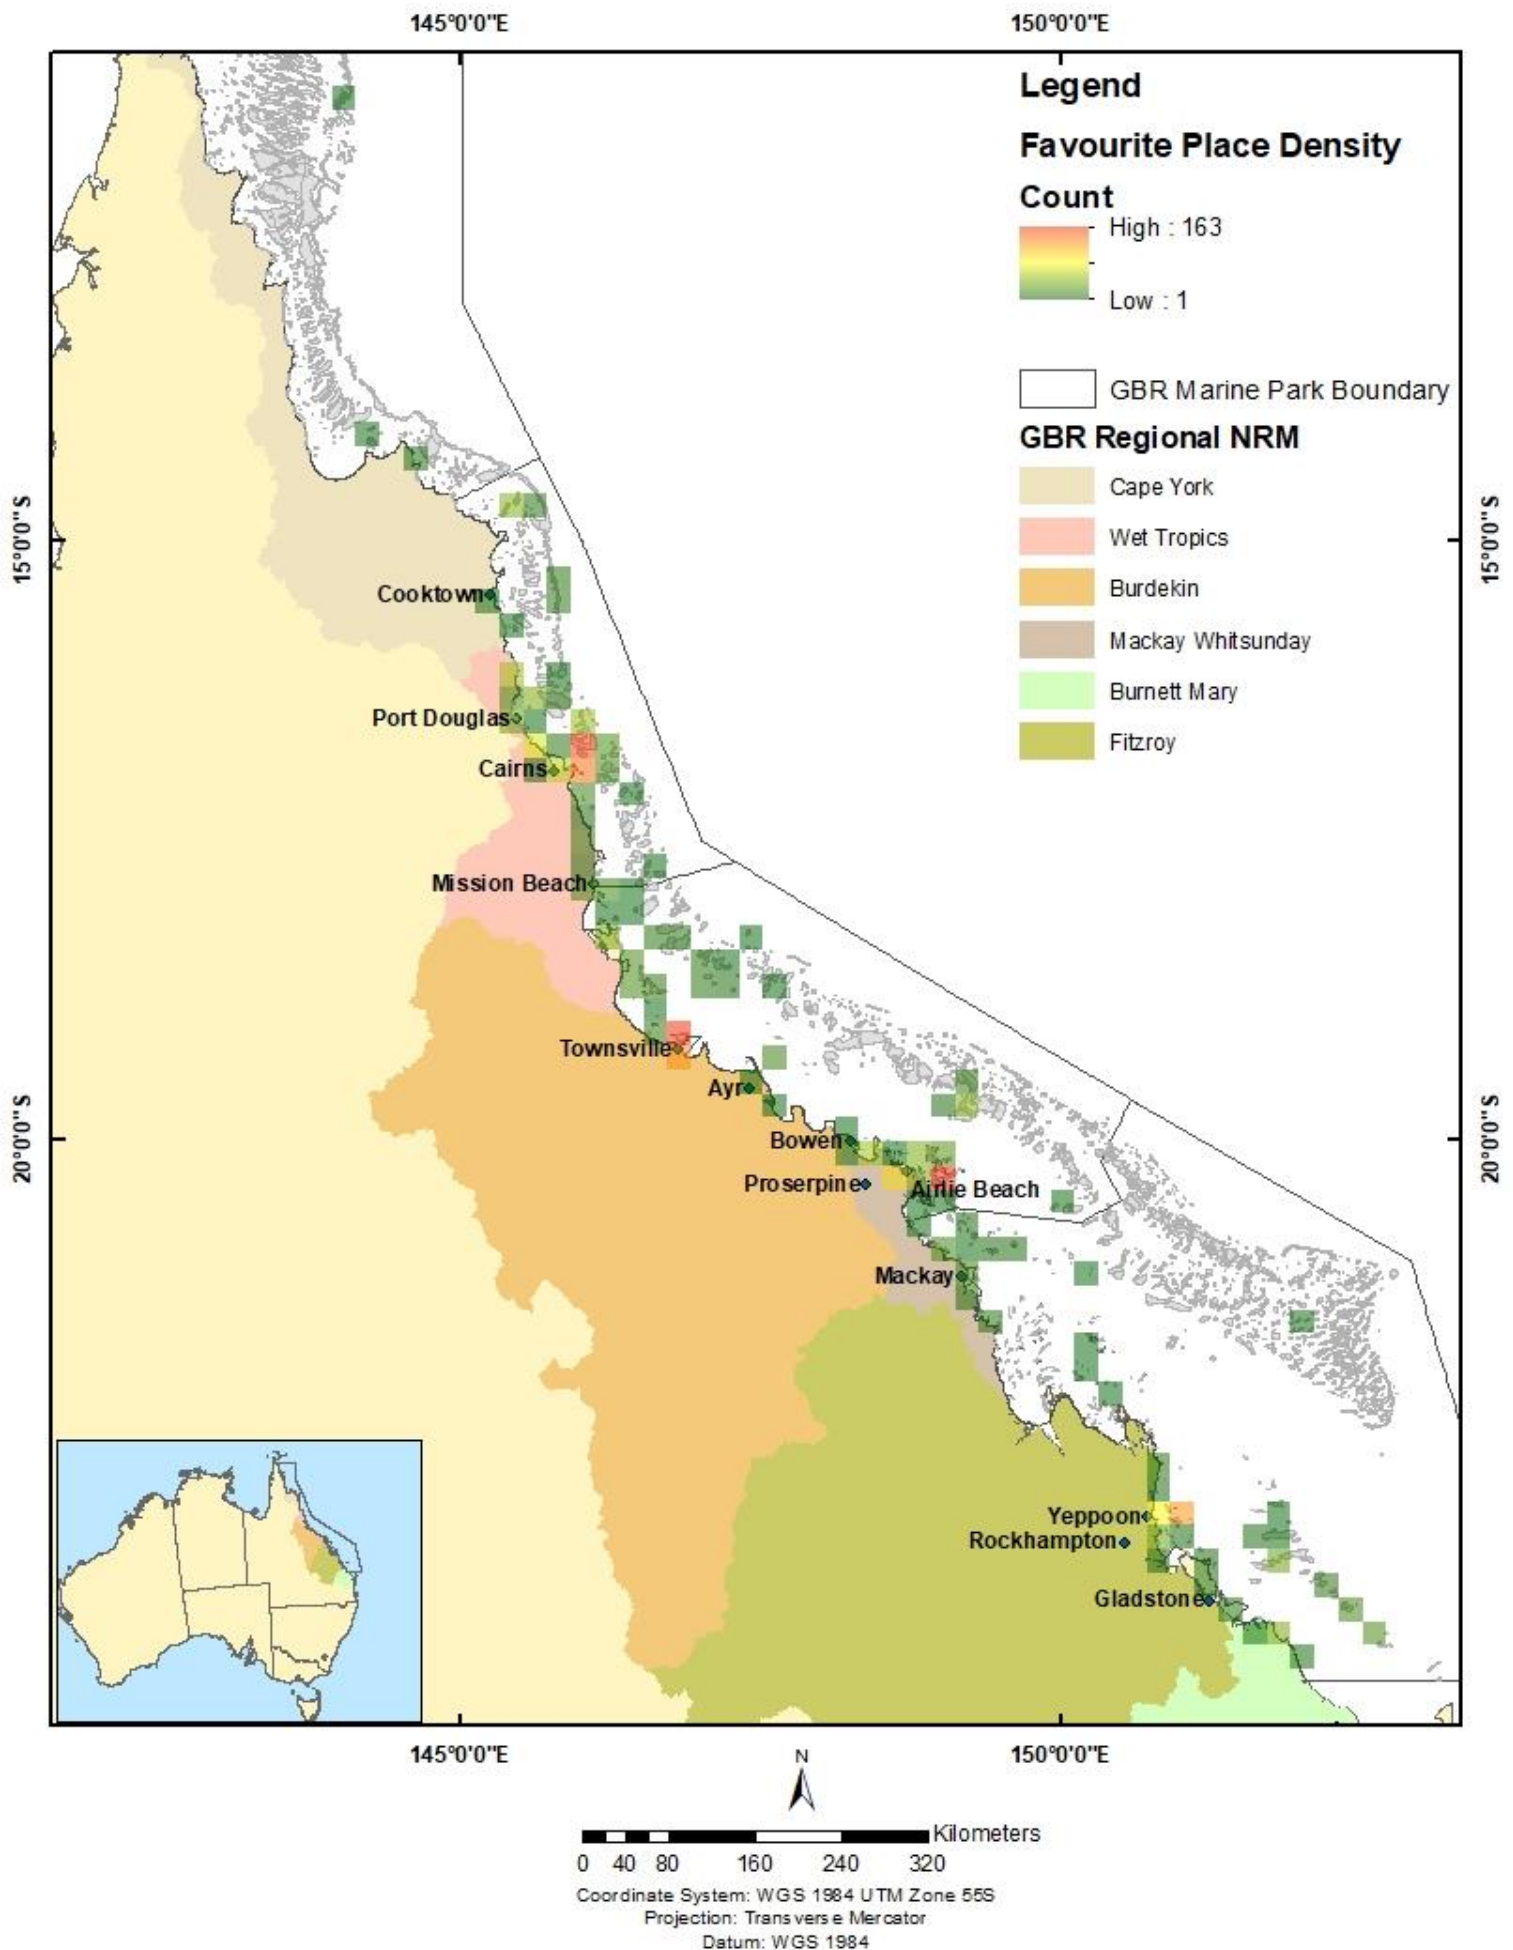 145°0'0"E
150°0'0"E
Legend
Favourite Place Density
Count
High : 163
Low : 1
GBR Marine Park Boundary
GBR Regional NRM
Cape York
Wet Tropics
Burdekin
Mackay Whitsunday
Burnett Mary
Fitzroy
15°0'0"S
15°0'0"S
Cooktown
Port Douglas
Cairns
Mission Beach
Townsville
Ayr
20°0'0"S
20°0'0"S
Bowen
Proserpine
Airlie Beach
Mackay
Yeppoon
Rockhampton
Gladstone
145°0'0"E
150°0'0"E
N
Kilometers
0 40 80 160 240 320
Coordinate System: WGS 1984 UTM Zone 55S
Projection: Transverse Mercator
Datum: WGS 1984